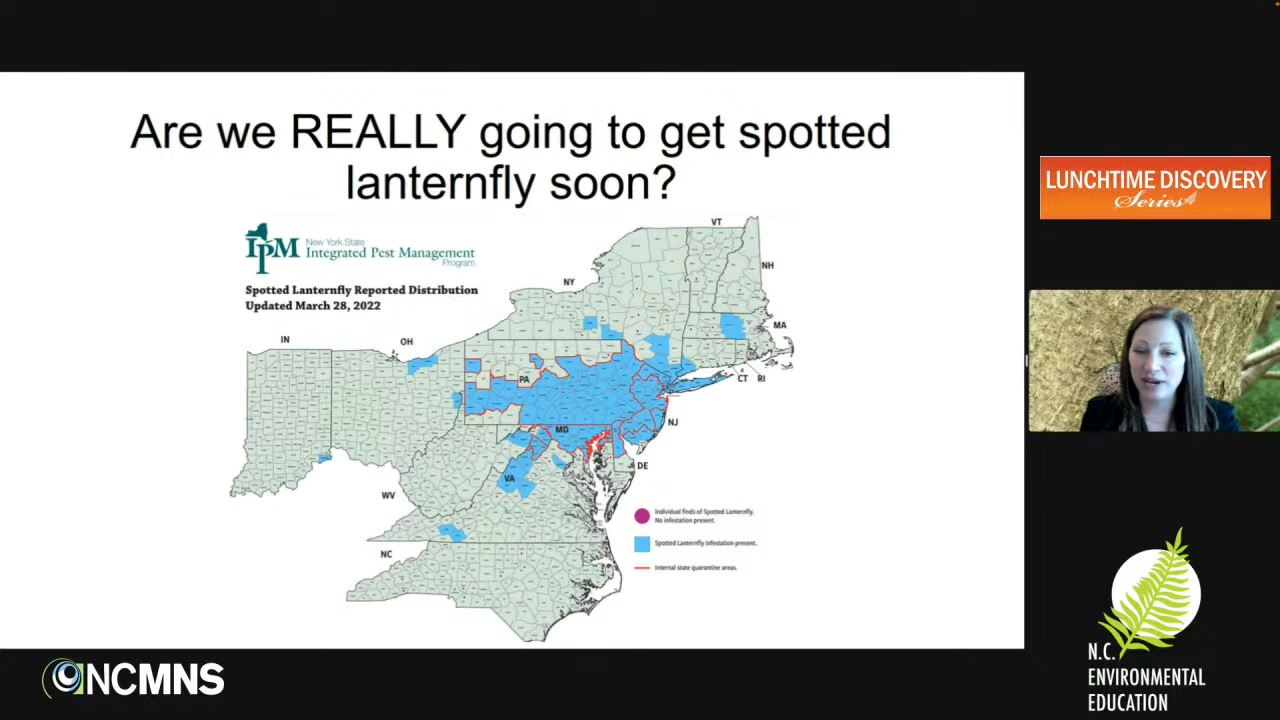 Are we REALLY going to get spotted
lanternfly soon?
IPM
New York State
Integrated Pest Management
Program
Spotted Lanternfly Reported Distribution
Updated March 28, 2022
VT
NH
NY
MA
IN
OH
PA
CT RI
NJ
MD
DE
VA
WV
NC
Individual finds of Spotted Lanternfly.
No infestation present.
Spotted Lanternfly infestation present.
Internal state quarantine areas.
LUNCHTIME DISCOVERY
Series
NCMNS
N.C.
ENVIRONMENTAL
EDUCATION